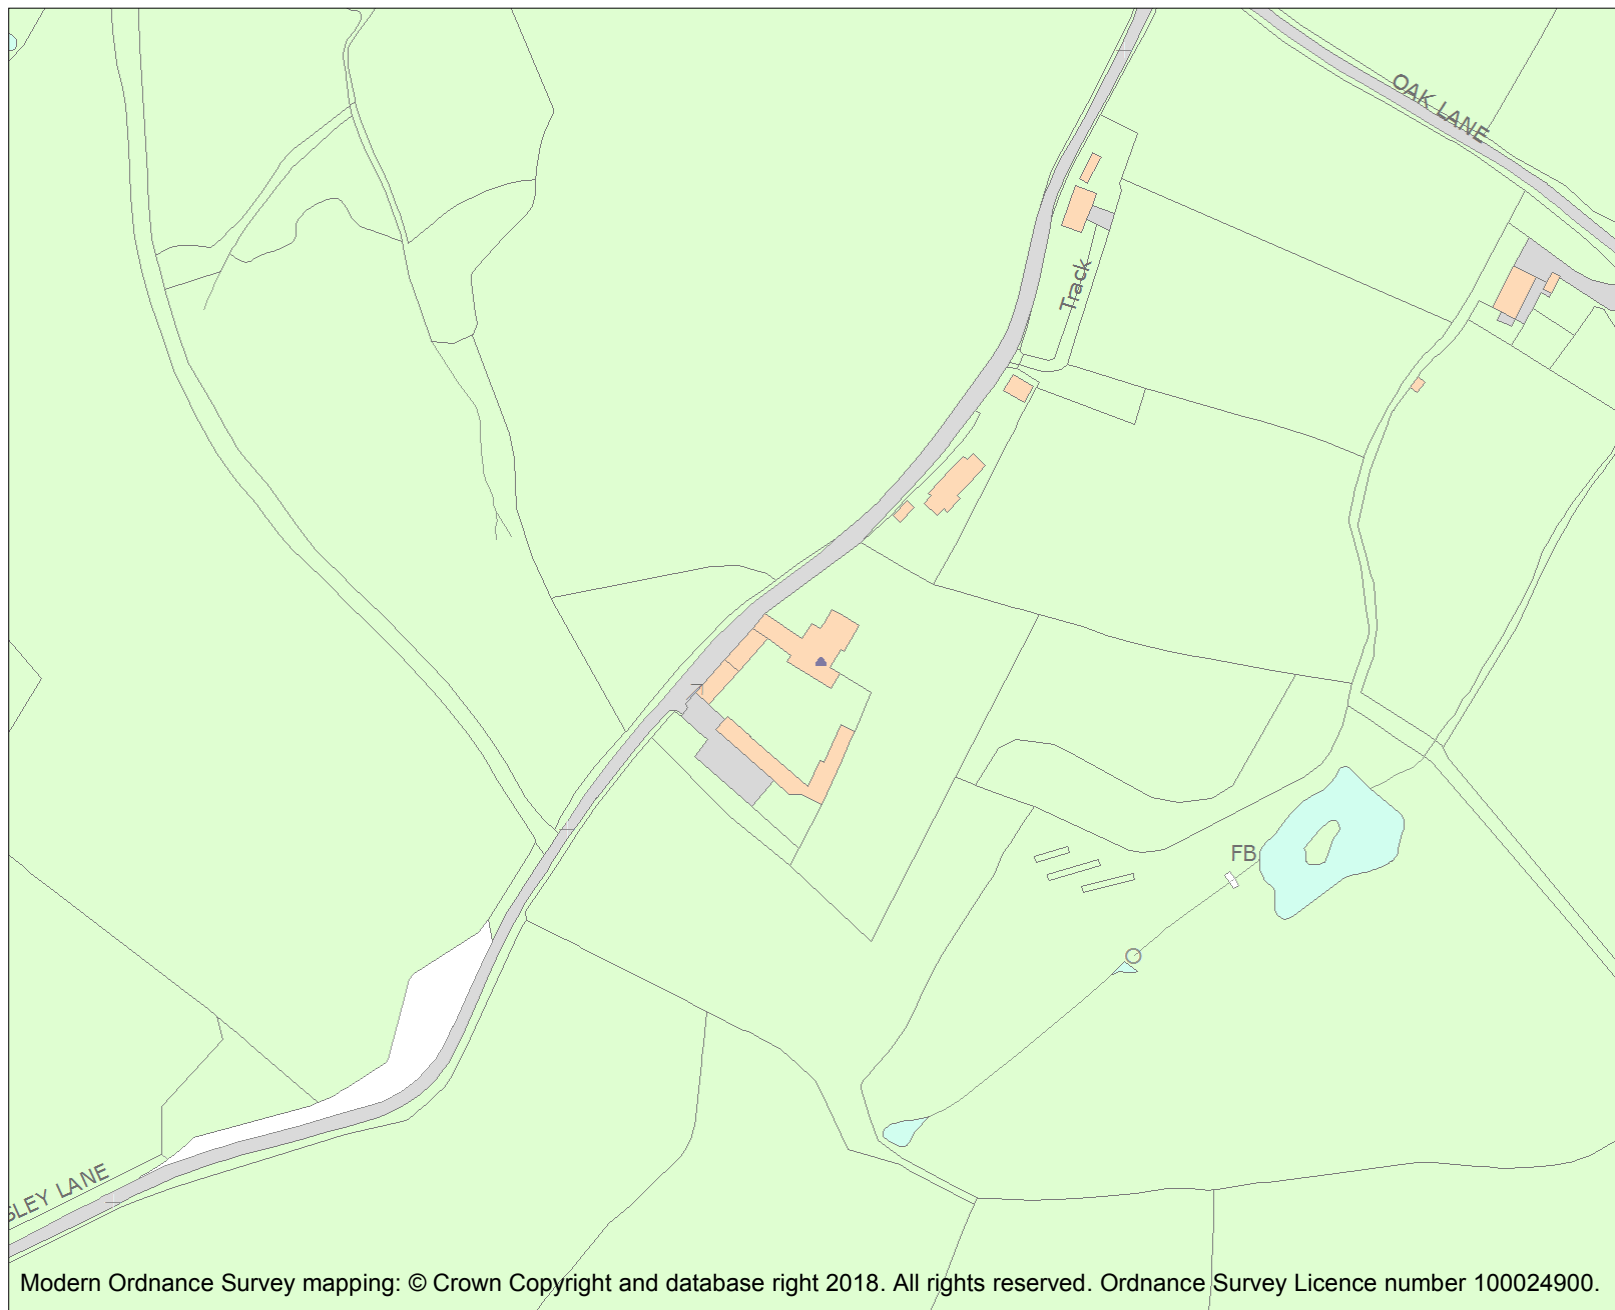 OAK LANE
Track
FB
SLEY LANE
Modern Ordnance Survey mapping: © Crown Copyright and database right 2018. All rights reserved. Ordnance Survey Licence number 100024900.